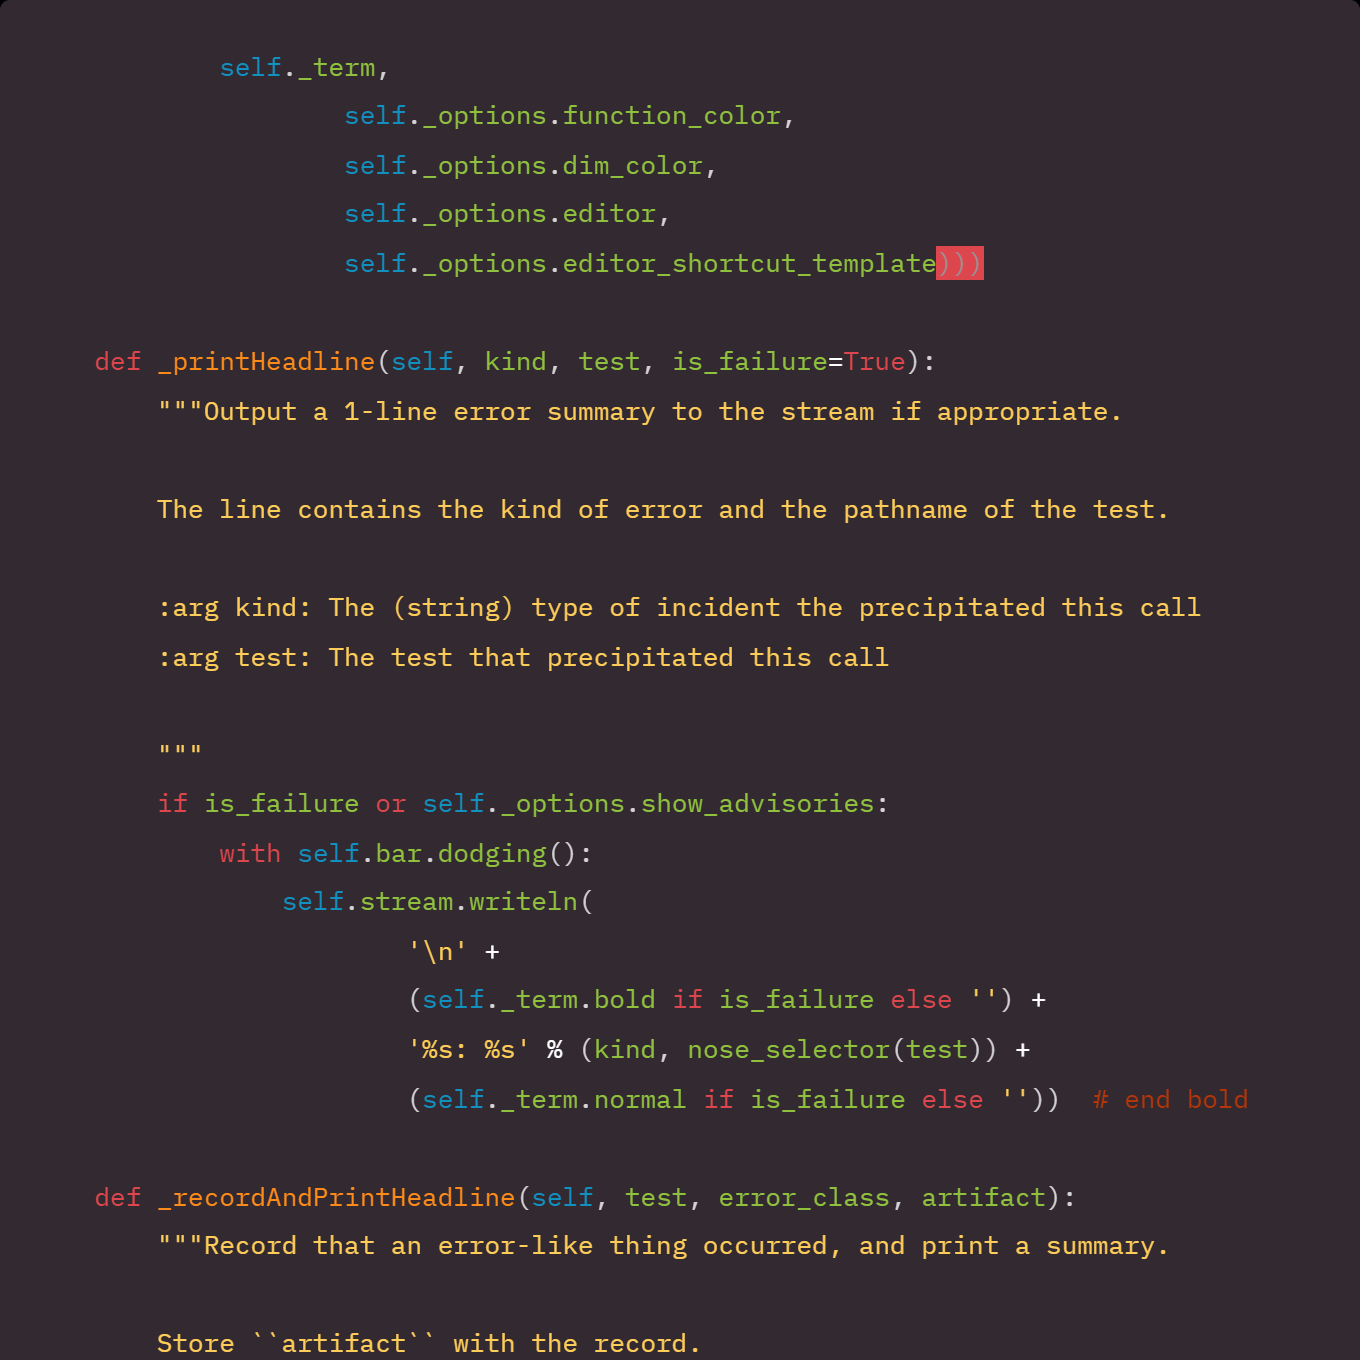 self._term,
                self._options.function_color,
                self._options.dim_color,
                self._options.editor,
                self._options.editor_shortcut_template)))

def _printHeadline(self, kind, test, is_failure=True):
    """Output a 1-line error summary to the stream if appropriate.

    The line contains the kind of error and the pathname of the test.

    :arg kind: The (string) type of incident the precipitated this call
    :arg test: The test that precipitated this call

    """
    if is_failure or self._options.show_advisories:
        with self.bar.dodging():
            self.stream.writeln(
                    '\n' +
                    (self._term.bold if is_failure else '') +
                    '%s: %s' % (kind, nose_selector(test)) +
                    (self._term.normal if is_failure else ''))  # end bold

def _recordAndPrintHeadline(self, test, error_class, artifact):
    """Record that an error-like thing occurred, and print a summary.

    Store ``artifact`` with the record.